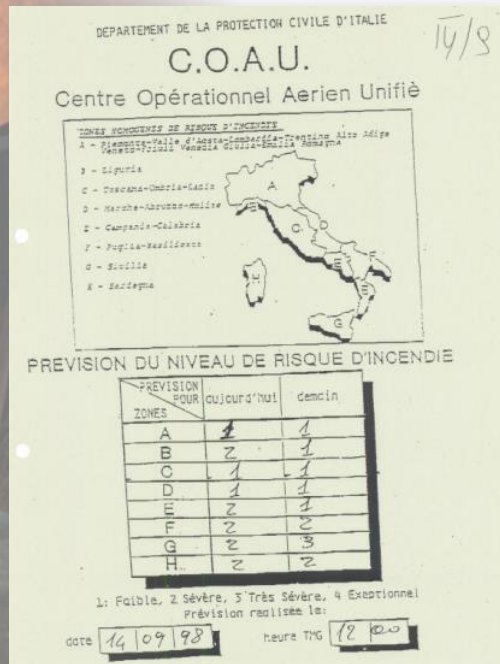 DEPARTEMENT DE LA PROTECTION CIVILE D'ITALIE
IV/9
C.O.A.U.
Centre Opérationnel Aerien Unifiè
ZONES HOMOGENES DE RISQUE D'INCENDIE
A - Piemonte-Valle d'Aosta-Lombardia-Trentino Alto Adige
Veneto-Friuli Venezia Giulia-Emilia Romagna
B - Liguria
C - Toscana-Umbria-Lazio
D - Marche-Abruzzo-Molise
E - Campania-Calabria
F - Puglia-Basilicata
G - Sicilia
H - Sardegna
A
B
C
D
E
F
E
G
H
PREVISION DU NIVEAU DE RISQUE D'INCENDIE
PREVISION POUR aujourd'hui demain
ZONES
A 1 1
B 2 1
C 1 1
D 1 1
E 2 1
F 2 2
G 2 3
H 2 2
1: Faible, 2 Sévère, 3 Très Sévère, 4 Exeptionnel
Prévision realisée le:
date 14 09 98 heure TMG 12 00